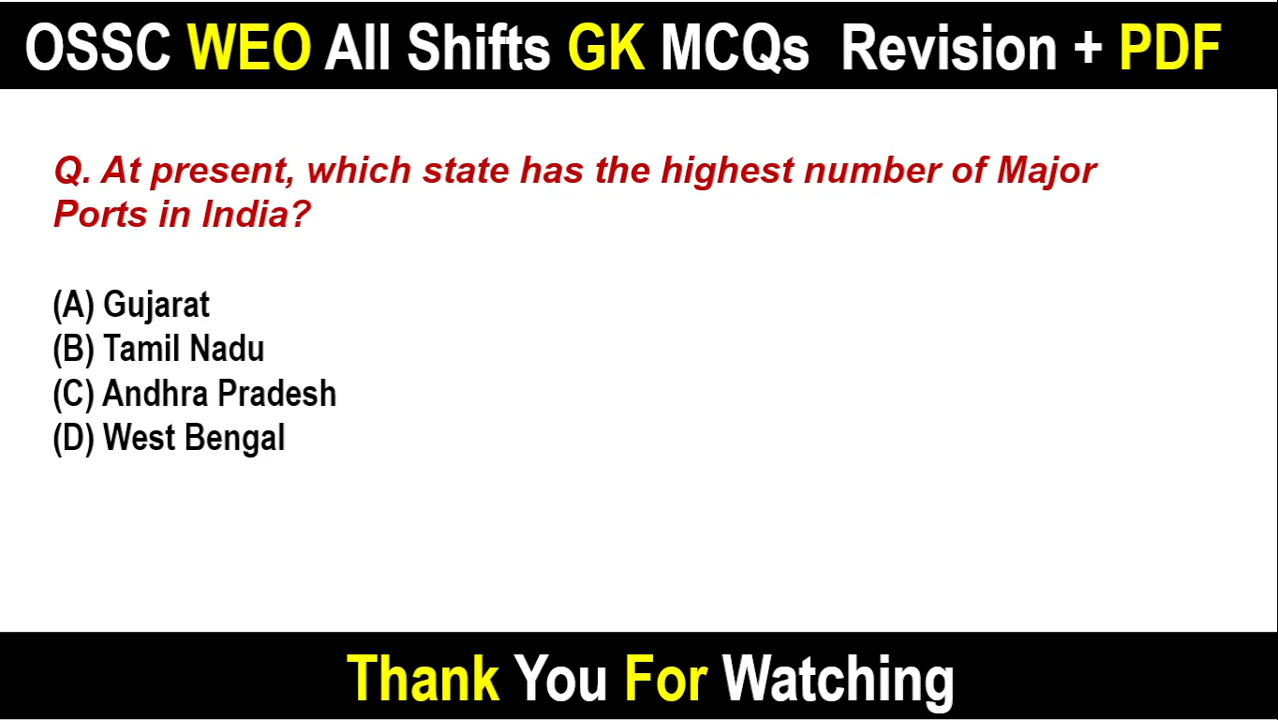 OSSC WEO All Shifts GK MCQs Revision + PDF
Q. At present, which state has the highest number of Major
Ports in India?
(A) Gujarat
(B) Tamil Nadu
(C) Andhra Pradesh
(D) West Bengal
Thank You For Watching